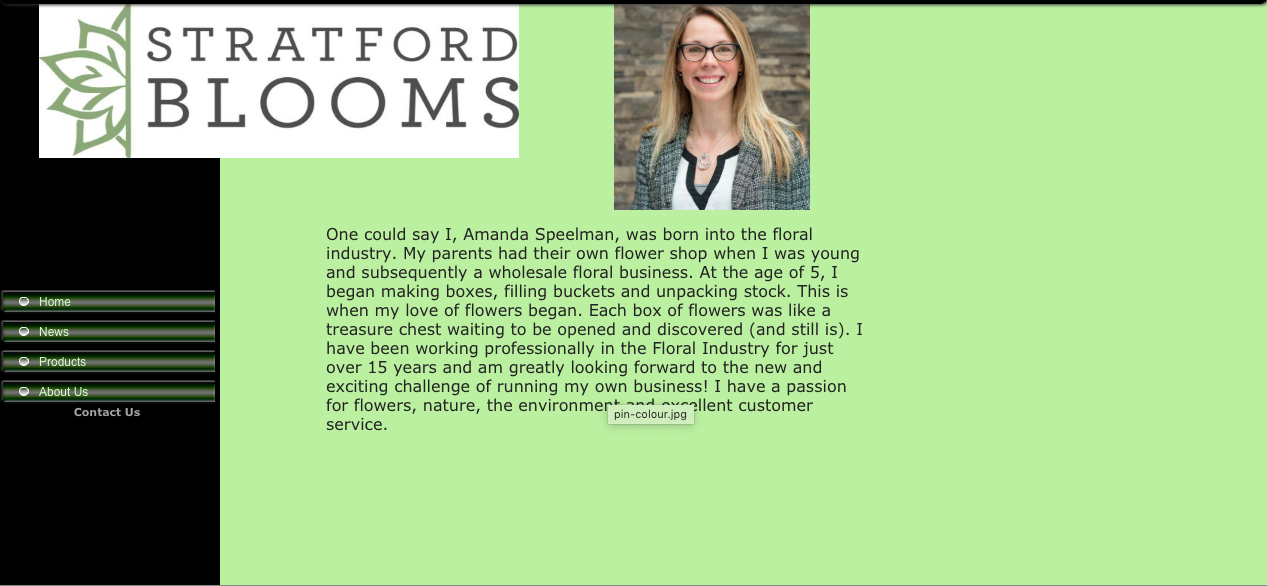 STRATFORD
BLOOMS
One could say I, Amanda Speelman, was born into the floral
industry. My parents had their own flower shop when I was young
and subsequently a wholesale floral business. At the age of 5, I
began making boxes, filling buckets and unpacking stock. This is
when my love of flowers began. Each box of flowers was like a
treasure chest waiting to be opened and discovered (and still is). I
have been working professionally in the Floral Industry for just
over 15 years and am greatly looking forward to the new and
exciting challenge of running my own business! I have a passion
for flowers, nature, the environment and excellent customer
service.
pin-colour.jpg
Home
News
Products
About Us
Contact Us